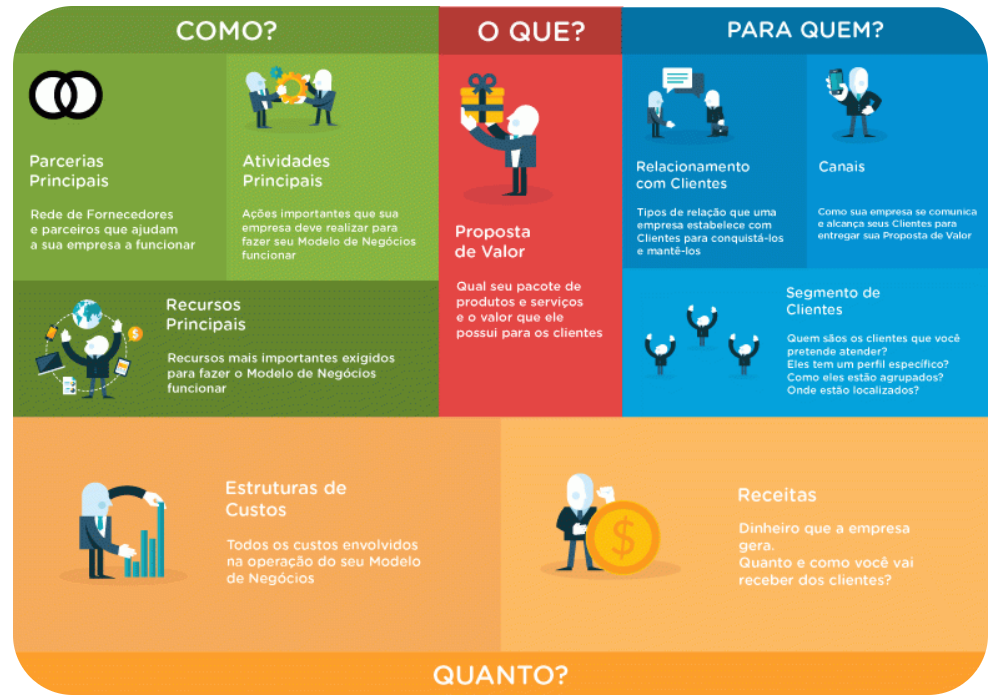 COMO?
O QUE?
PARA QUEM?
Parcerias
Principais
Rede de Fornecedores
e parceiros que ajudam
a sua empresa a funcionar
Atividades
Principais
Ações importantes que sua
empresa deve realizar para
fazer seu Modelo de Negócios
funcionar
Recursos
Principais
Recursos mais importantes exigidos
para fazer o Modelo de Negócios
funcionar
Proposta
de Valor
Qual seu pacote de
produtos e serviços
e o valor que ele
possui para os clientes
Relacionamento
com Clientes
Tipos de relação que uma
empresa estabelece com
Clientes para conquistá-los
e mantê-los
Canais
Como sua empresa se comunica
e alcança seus Clientes para
entregar sua Proposta de Valor
Segmento de
Clientes
Quem sãos os clientes que você
pretende atender?
Eles tem um perfil específico?
Como eles estão agrupados?
Onde estão localizados?
Estruturas de
Custos
Todos os custos envolvidos
na operação do seu Modelo
de Negócios
Receitas
Dinheiro que a empresa
gera.
Quanto e como você vai
receber dos clientes?
QUANTO?